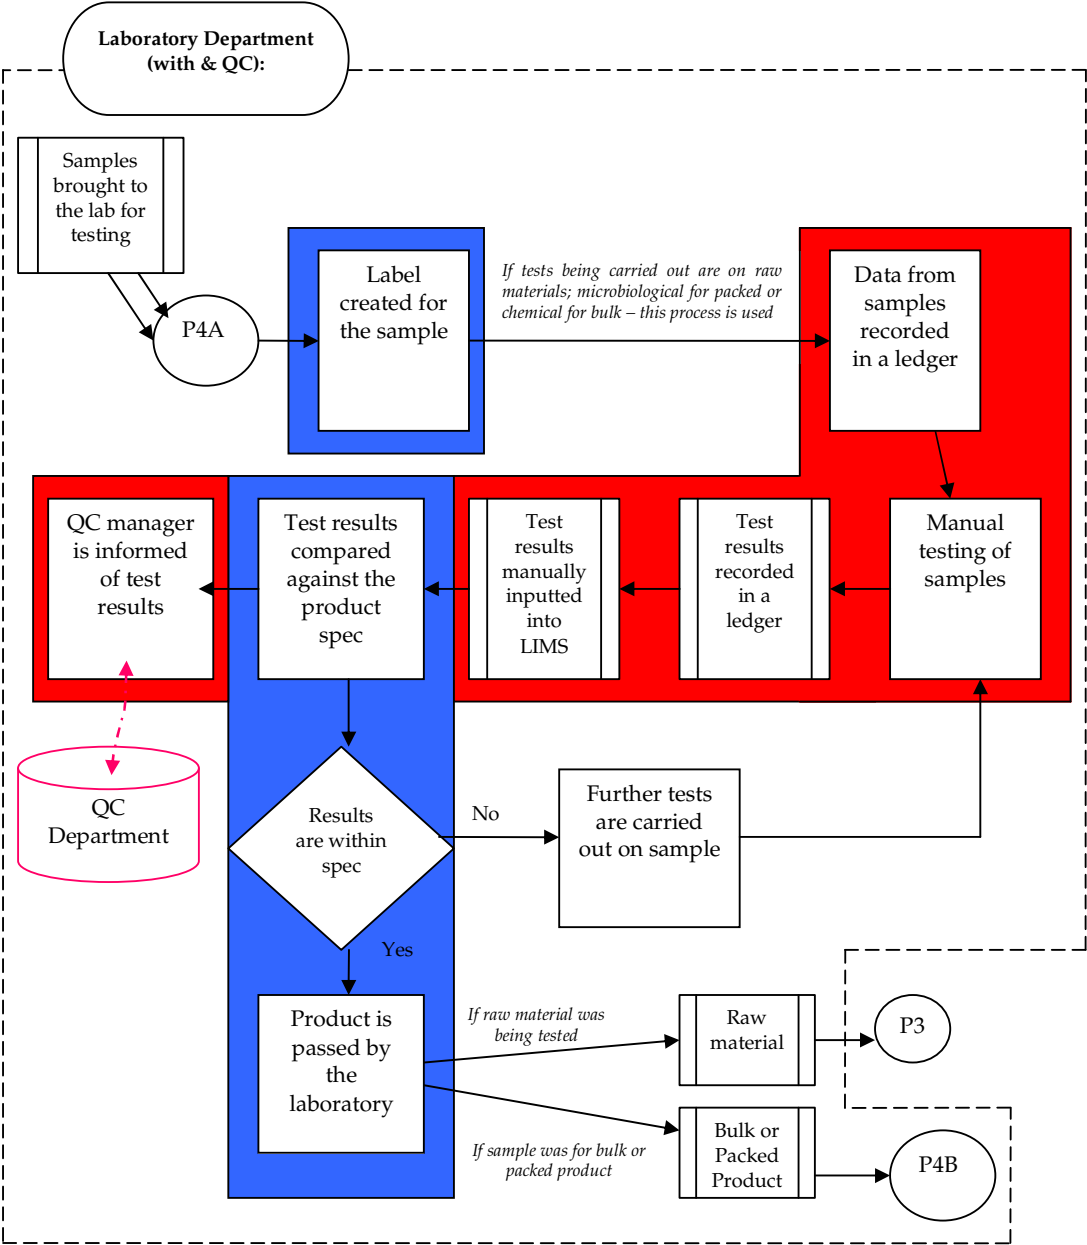 Laboratory Department
(with & QC):
Samples
brought to
the lab for
testing
P4A
Label
created for
the sample
If tests being carried out are on raw
materials; microbiological for packed or
chemical for bulk – this process is used
Data from
samples
recorded
in a ledger
QC manager
is informed
of test
results
Test results
compared
against the
product
spec
Test
results
manually
inputted
into
LIMS
Test
results
recorded
in a
ledger
Manual
testing of
samples
QC
Department
Results
are within
spec
No
Further tests
are carried
out on sample
Yes
Product is
passed by
the
laboratory
If raw material was
being tested
Raw
material
P3
If sample was for bulk or
packed product
Bulk or
Packed
Product
P4B